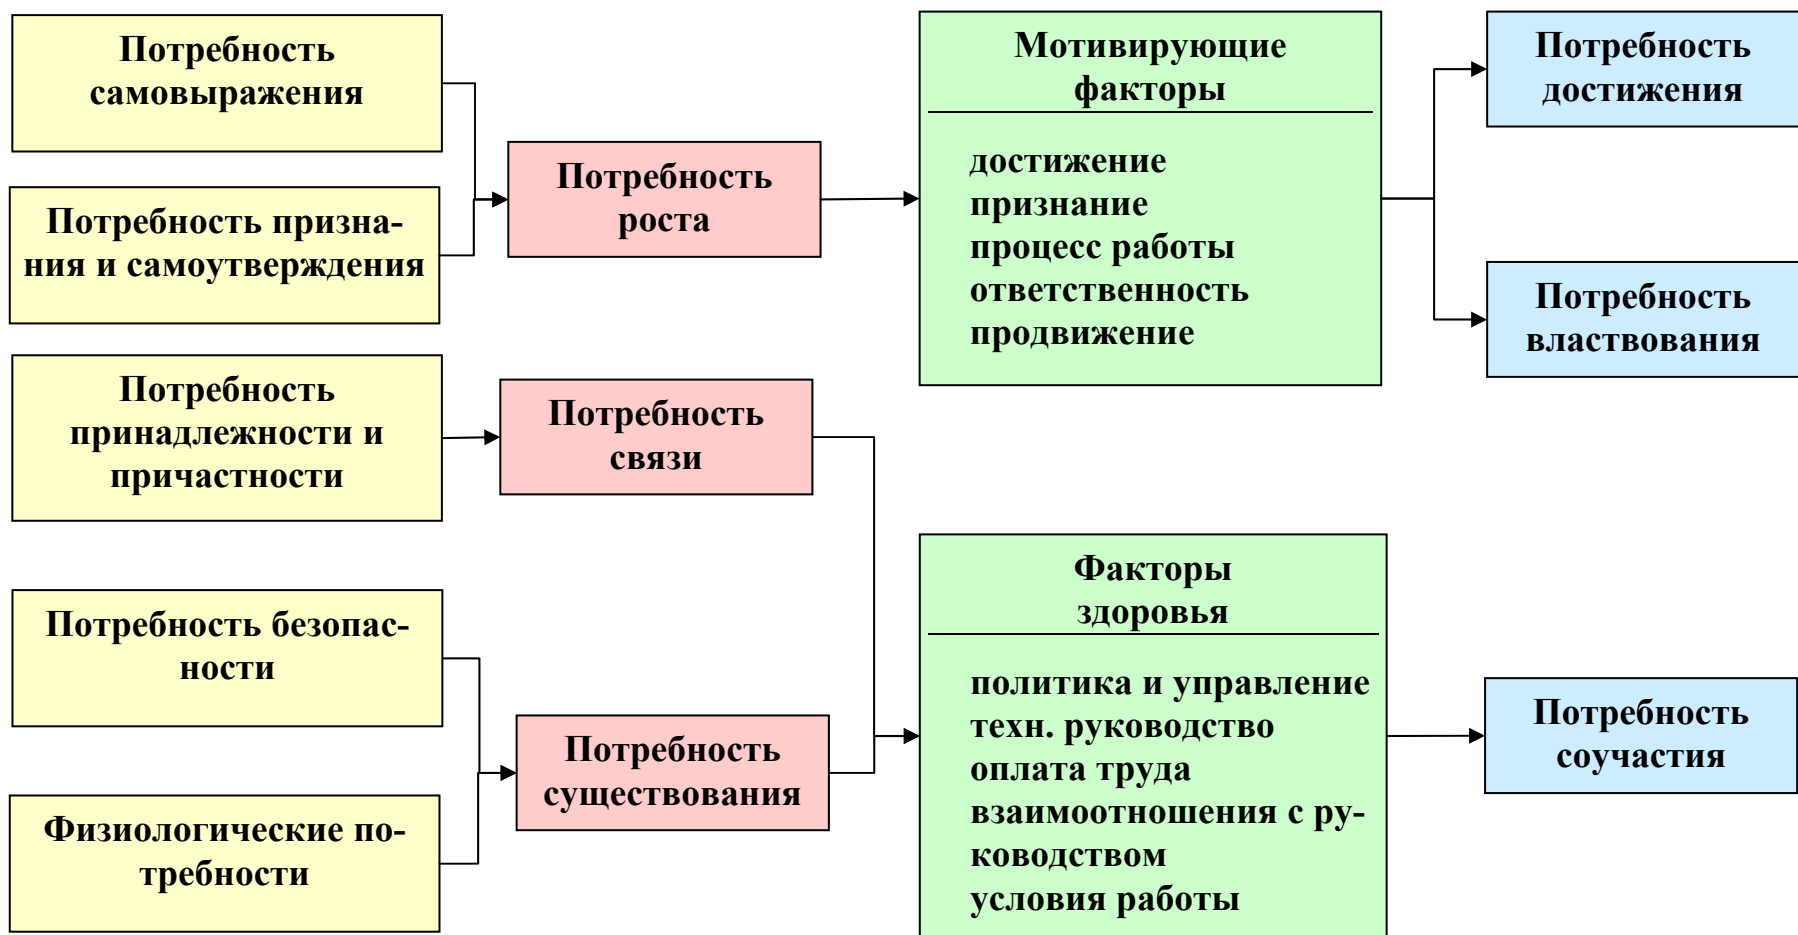 Потребность
самовыражения
Потребность призна-
ния и самоутверждения
Потребность
принадлежности и
причастности
Потребность безопас-
ности
Физиологические по-
требности
Потребность
роста
Потребность
связи
Потребность
существования
Мотивирующие
факторы
достижение
признание
процесс работы
ответственность
продвижение
Факторы
здоровья
политика и управление
техн. руководство
оплата труда
взаимоотношения с ру-
ководством
условия работы
Потребность
достижения
Потребность
властвования
Потребность
соучастия